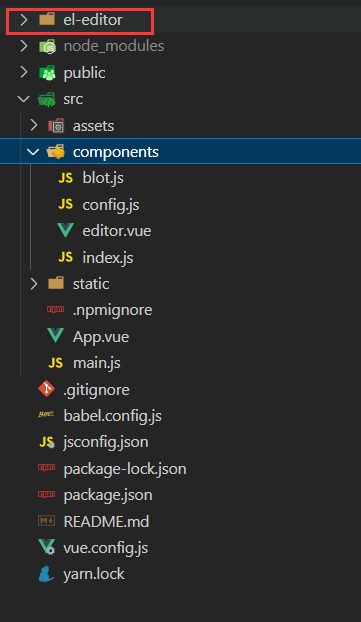 el-editor
node_modules
public
src
assets
components
JS blot.js
JS config.js
editor.vue
JS index.js
static
.npmignore
App.vue
JS main.js
.gitignore
babel.config.js
JS jsconfig.json
package-lock.json
package.json
README.md
vue.config.js
yarn.lock